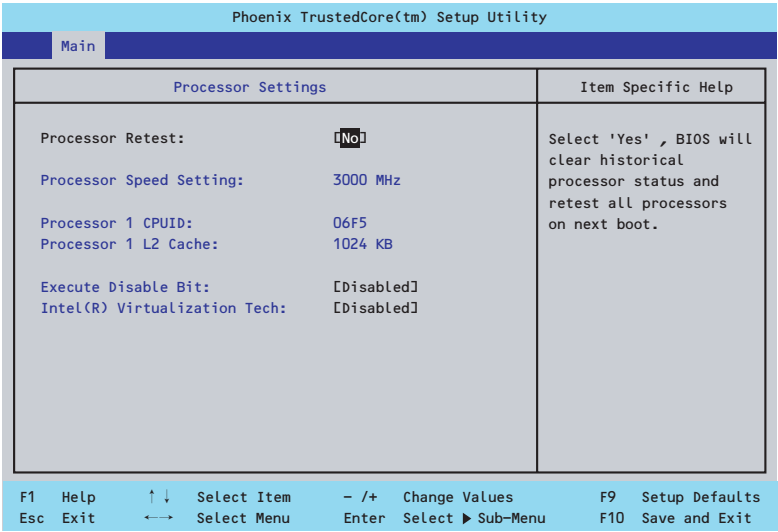 Phoenix TrustedCore(tm) Setup Utility
Main
Processor Settings
Item Specific Help
Processor Retest: [No]
Processor Speed Setting: 3000 MHz
Processor 1 CPUID: 06F5
Processor 1 L2 Cache: 1024 KB
Execute Disable Bit: [Disabled]
Intel(R) Virtualization Tech: [Disabled]
Select 'Yes' , BIOS will
clear historical
processor status and
retest all processors
on next boot.
F1 Help ↑↓ Select Item - /+ Change Values F9 Setup Defaults
Esc Exit ←→ Select Menu Enter Select ▶ Sub-Menu F10 Save and Exit